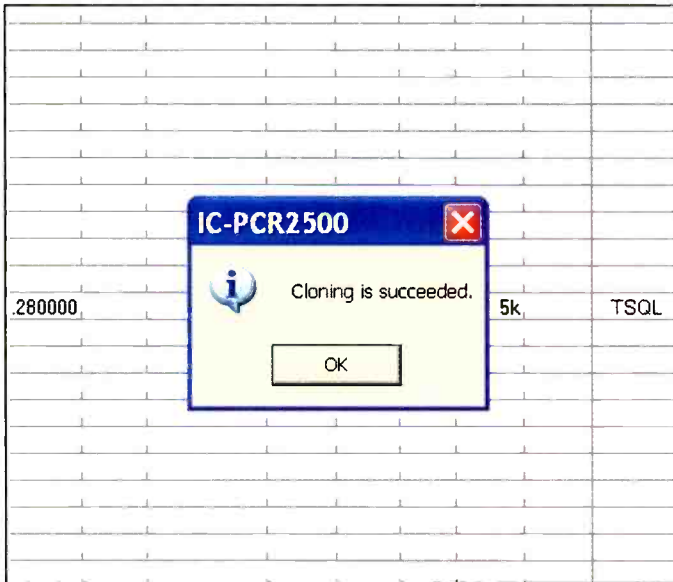 IC-PCR2500
Cloning is succeeded.
.280000 5k TSQL
OK